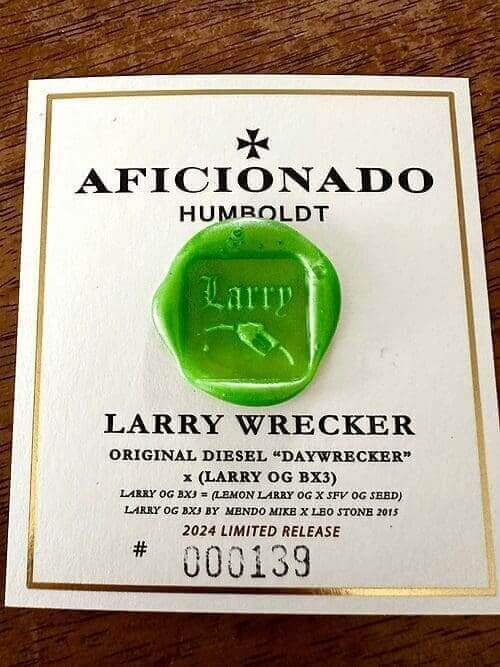 AFICIONADO
HUMBOLDT
Larry
LARRY WRECKER
ORIGINAL DIESEL “DAYWRECKER”
x (LARRY OG BX3)
LARRY OG BX3 = (LEMON LARRY OG X SFV OG SEED)
LARRY OG BX3 BY MENDO MIKE X LEO STONE 2015
2024 LIMITED RELEASE
# 000139